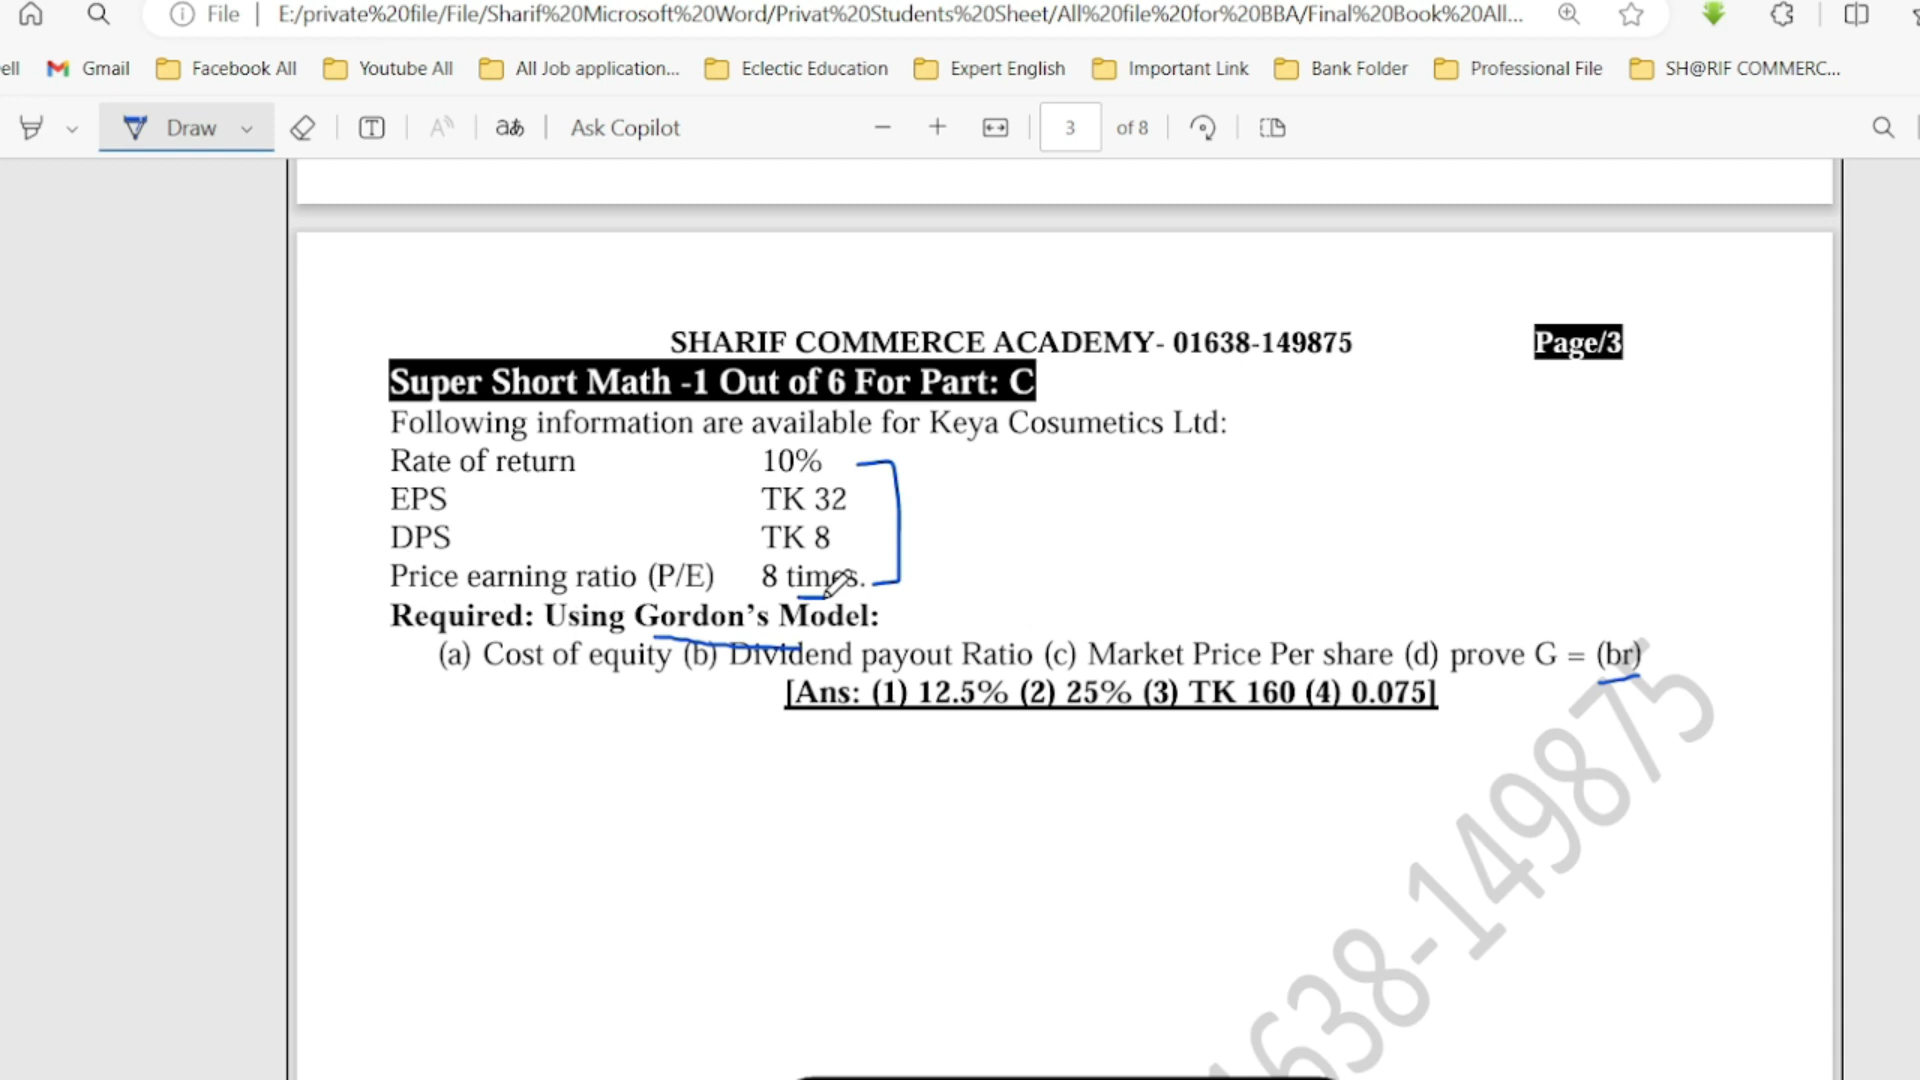 File
E:/private%20file/File/Sharif%20Microsoft%20Word/Privat%20Students%20Sheet/All%20file%20for%20BBA/Final%20Book%20All...
ell
Gmail
Facebook All
Youtube All
All Job application...
Eclectic Education
Expert English
Important Link
Bank Folder
Professional File
SH@RIF COMMERC...
Draw
Ask Copilot
3
of 8
SHARIF COMMERCE ACADEMY- 01638-149875
Page/3
Super Short Math -1 Out of 6 For Part: C
Following information are available for Keya Cosumetics Ltd:
Rate of return 10%
EPS TK 32
DPS TK 8
Price earning ratio (P/E) 8 times.
Required: Using Gordon's Model:
(a) Cost of equity (b) Dividend payout Ratio (c) Market Price Per share (d) prove G = (br)
[Ans: (1) 12.5% (2) 25% (3) TK 160 (4) 0.075]
1638-149875